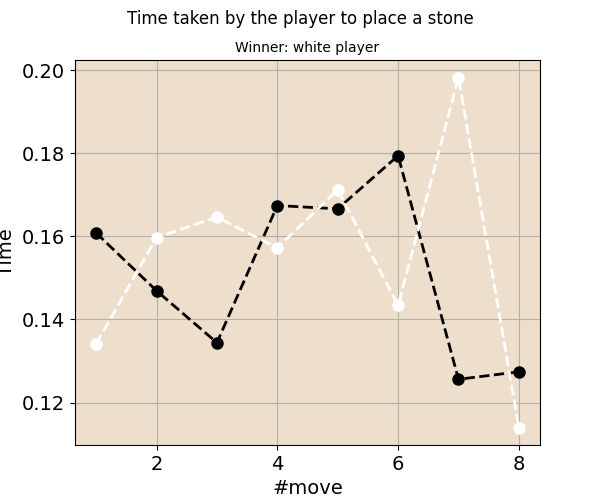 Time taken by the player to place a stone
Winner: white player
0.20
0.18
0.16
0.14
0.12
Time
2 4 6 8
#move